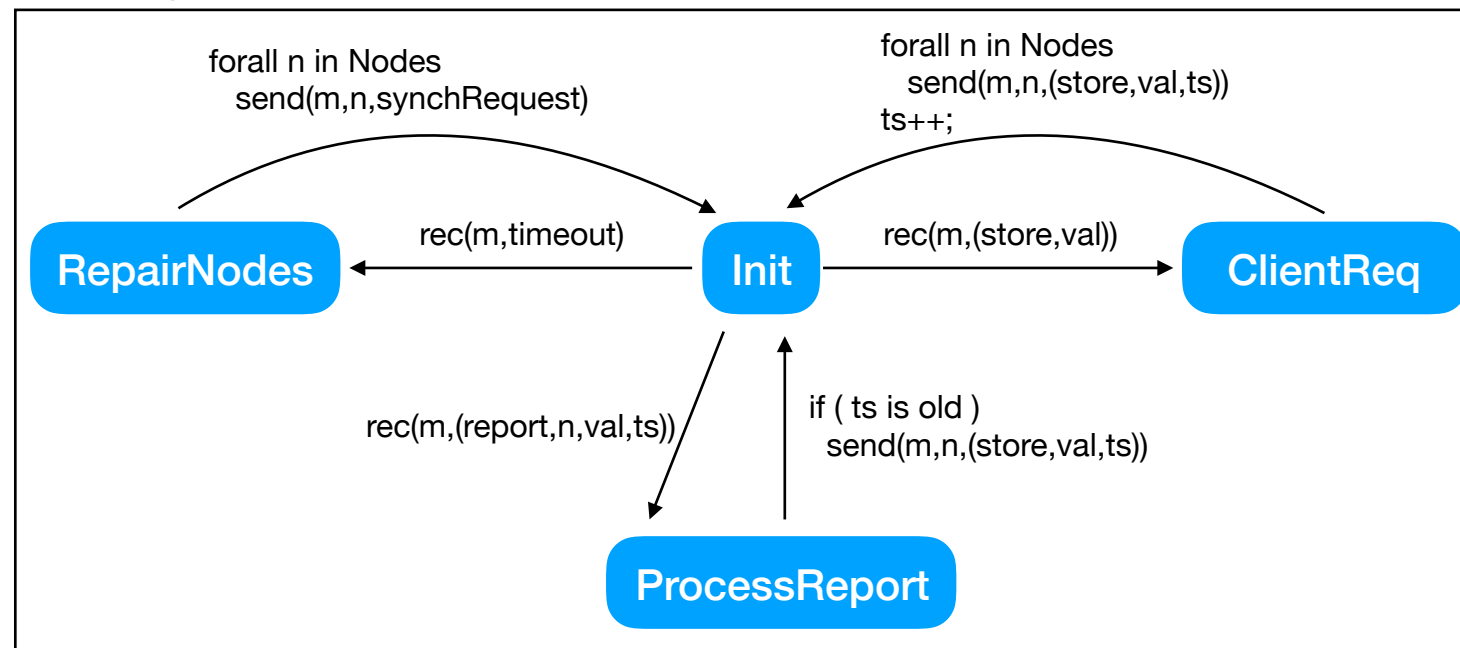 forall n in Nodes
send(m,n,synchRequest)
forall n in Nodes
send(m,n,(store,val,ts))
ts++;
RepairNodes
rec(m,timeout)
Init
rec(m,(store,val))
ClientReq
rec(m,(report,n,val,ts))
if ( ts is old )
send(m,n,(store,val,ts))
ProcessReport